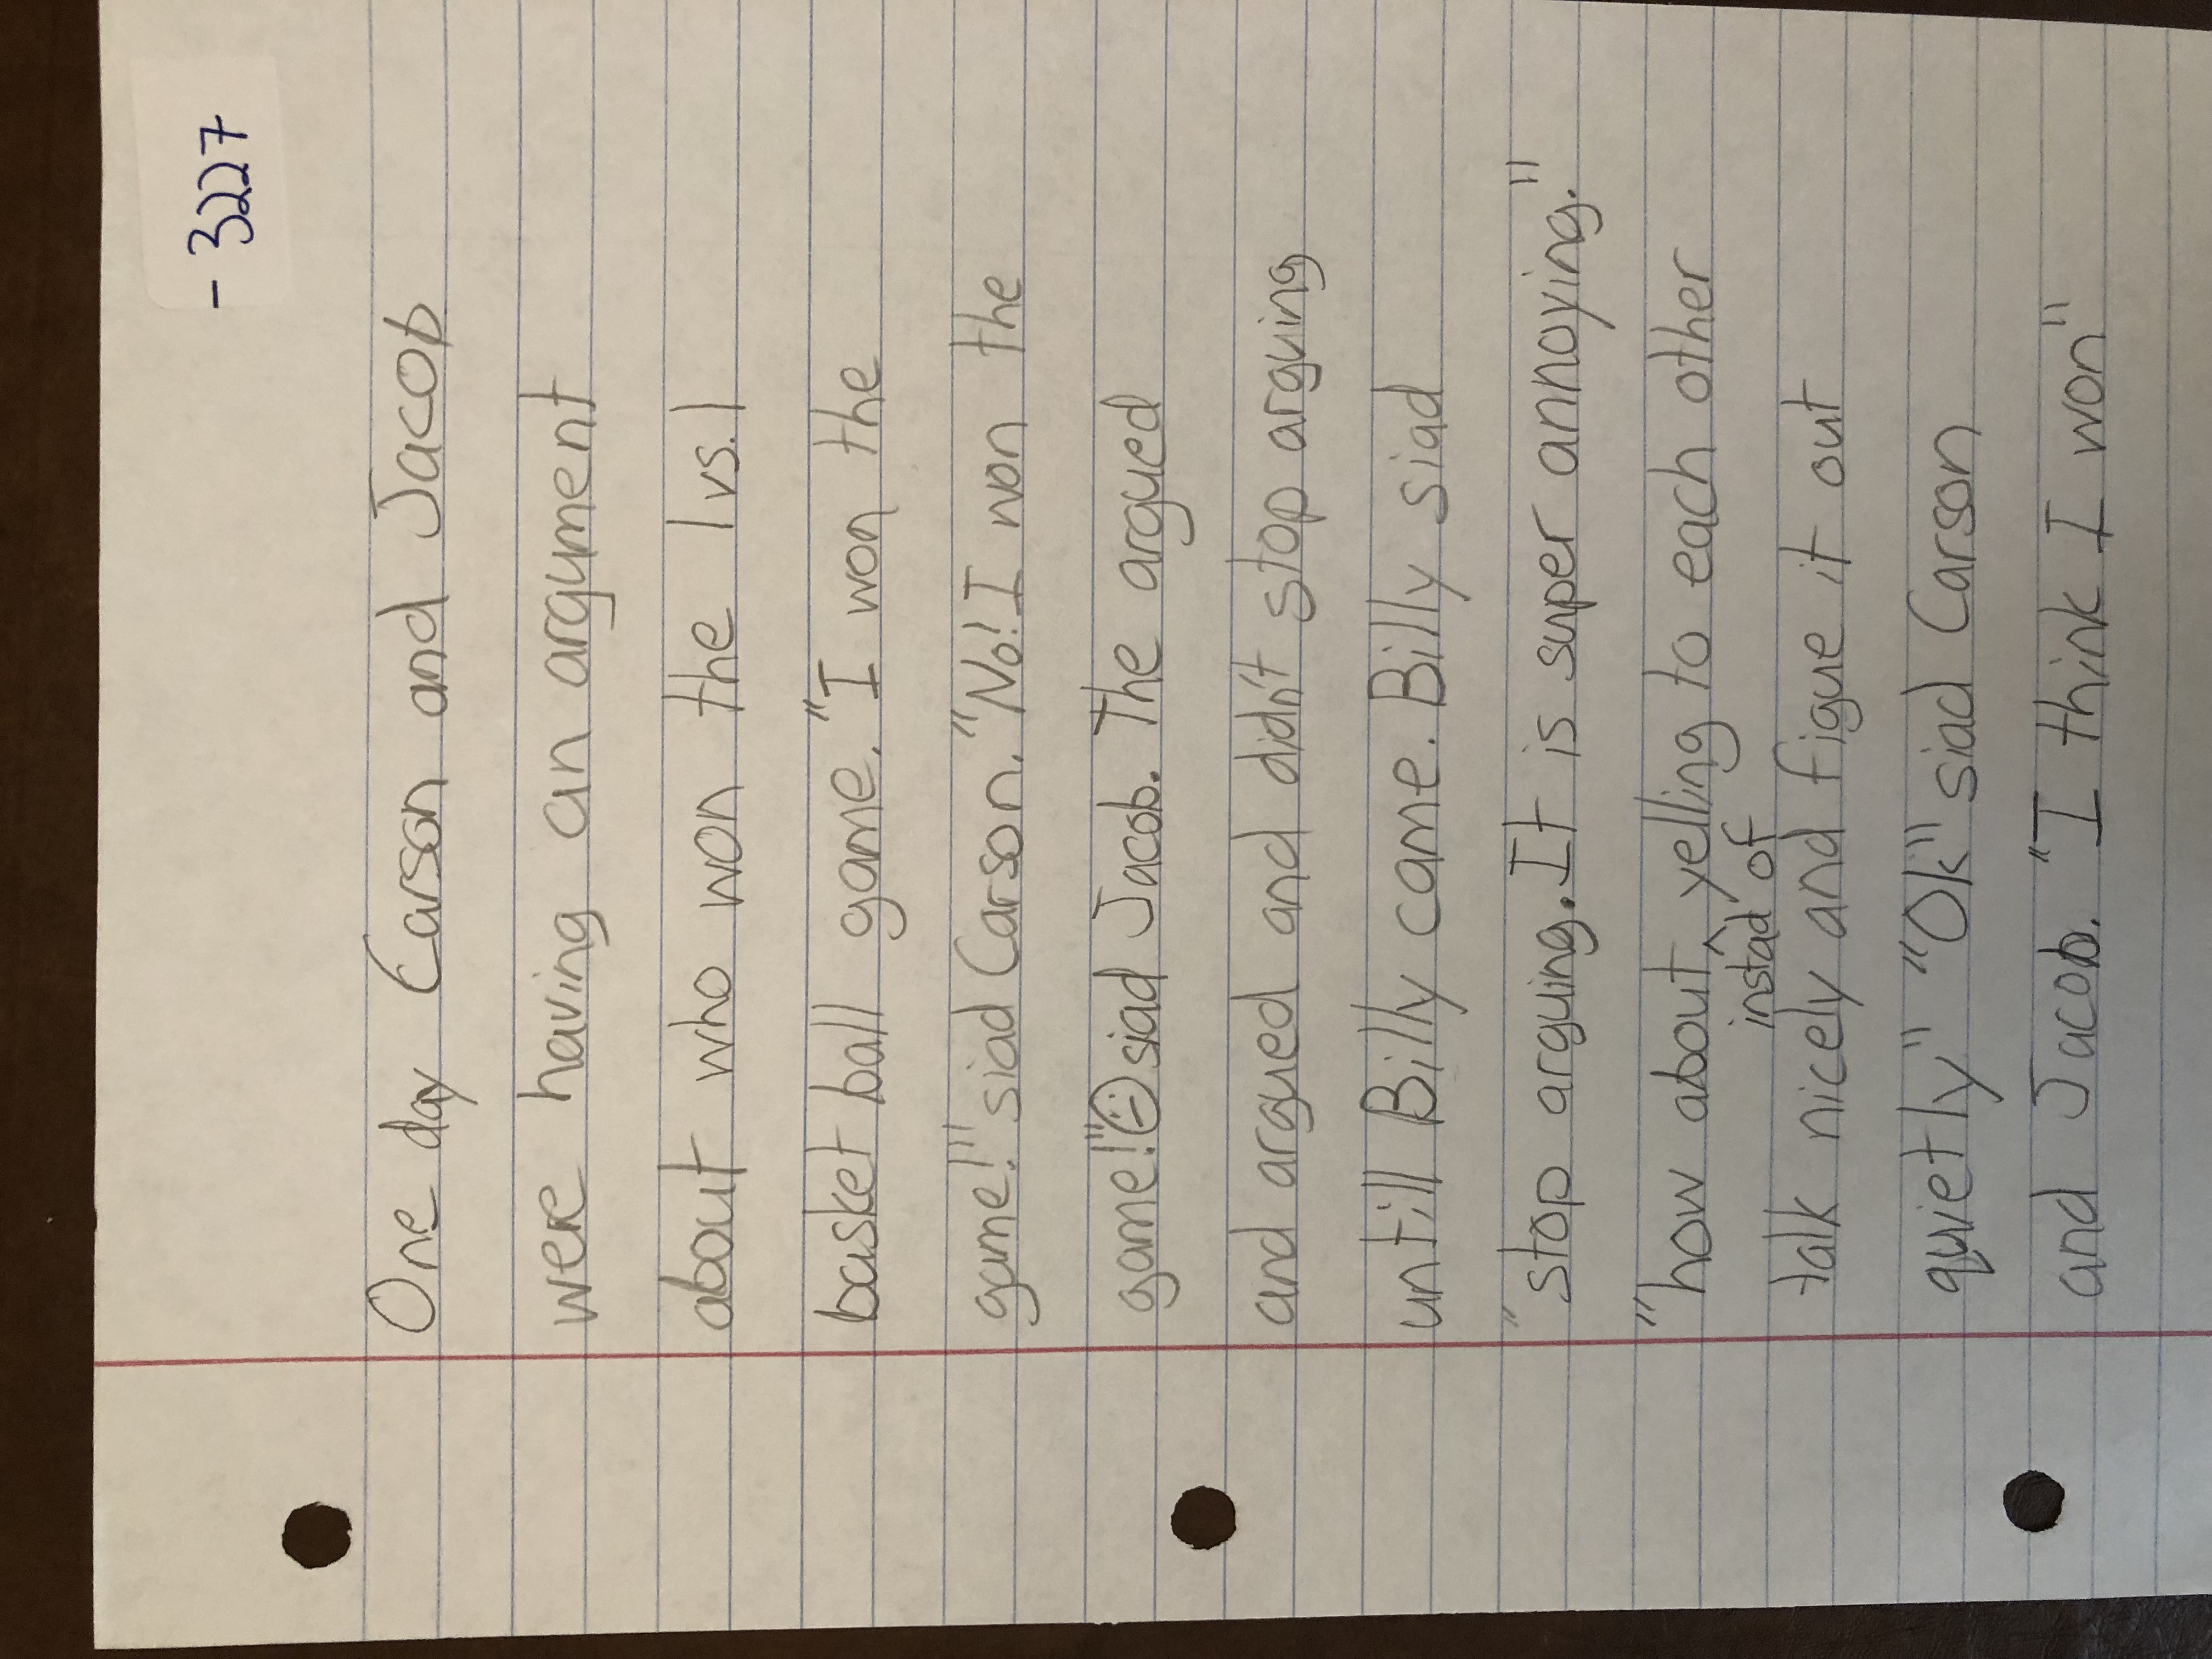 - 3227
One day Carson and Jacob
were having an argument
about who won the 1 vs. 1
basket ball game. "I won the
game!" siad Carson. "No! I won the
game!" siad Jacob. The argued
and argued and didn't stop arguing
untill Billy came. Billy siad
"stop arguing. It is super annoying."
"how about ^ yelling to each other
instad of
talk nicely and figue it out
quietly" "Ok" siad Carson
and Jacob. "I think I won"